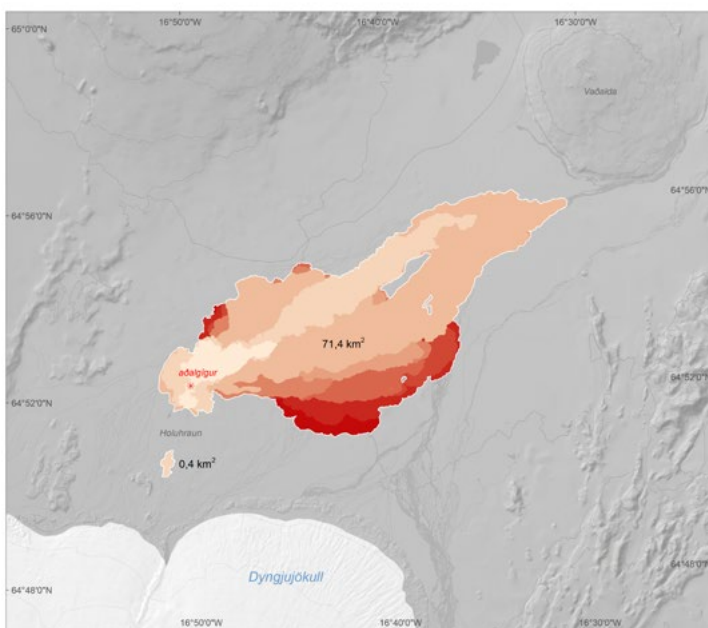 16°50'0"W
16°40'0"W
16°30'0"W
65°0'0"N
Vaðalda
64°56'0"N
64°56'0"N
71,4 km²
aðalgígur
64°52'0"N
64°52'0"N
Holuhraun
0,4 km²
64°48'0"N
Dyngjujökull
64°48'0"N
16°50'0"W
16°40'0"W
16°30'0"W